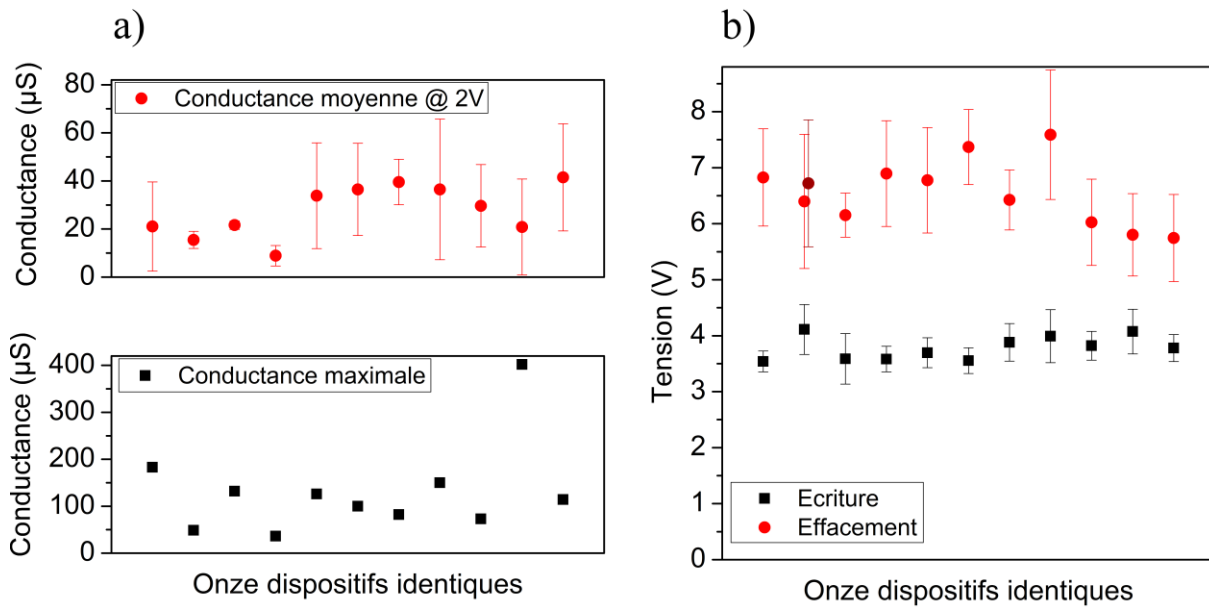 a)
Conductance (µS)
80
60
40
20
0
Conductance moyenne @ 2V
Conductance (µS)
400
300
200
100
0
Conductance maximale
Onze dispositifs identiques
b)
Tension (V)
8
7
6
5
4
3
2
1
0
Ecriture
Effacement
Onze dispositifs identiques